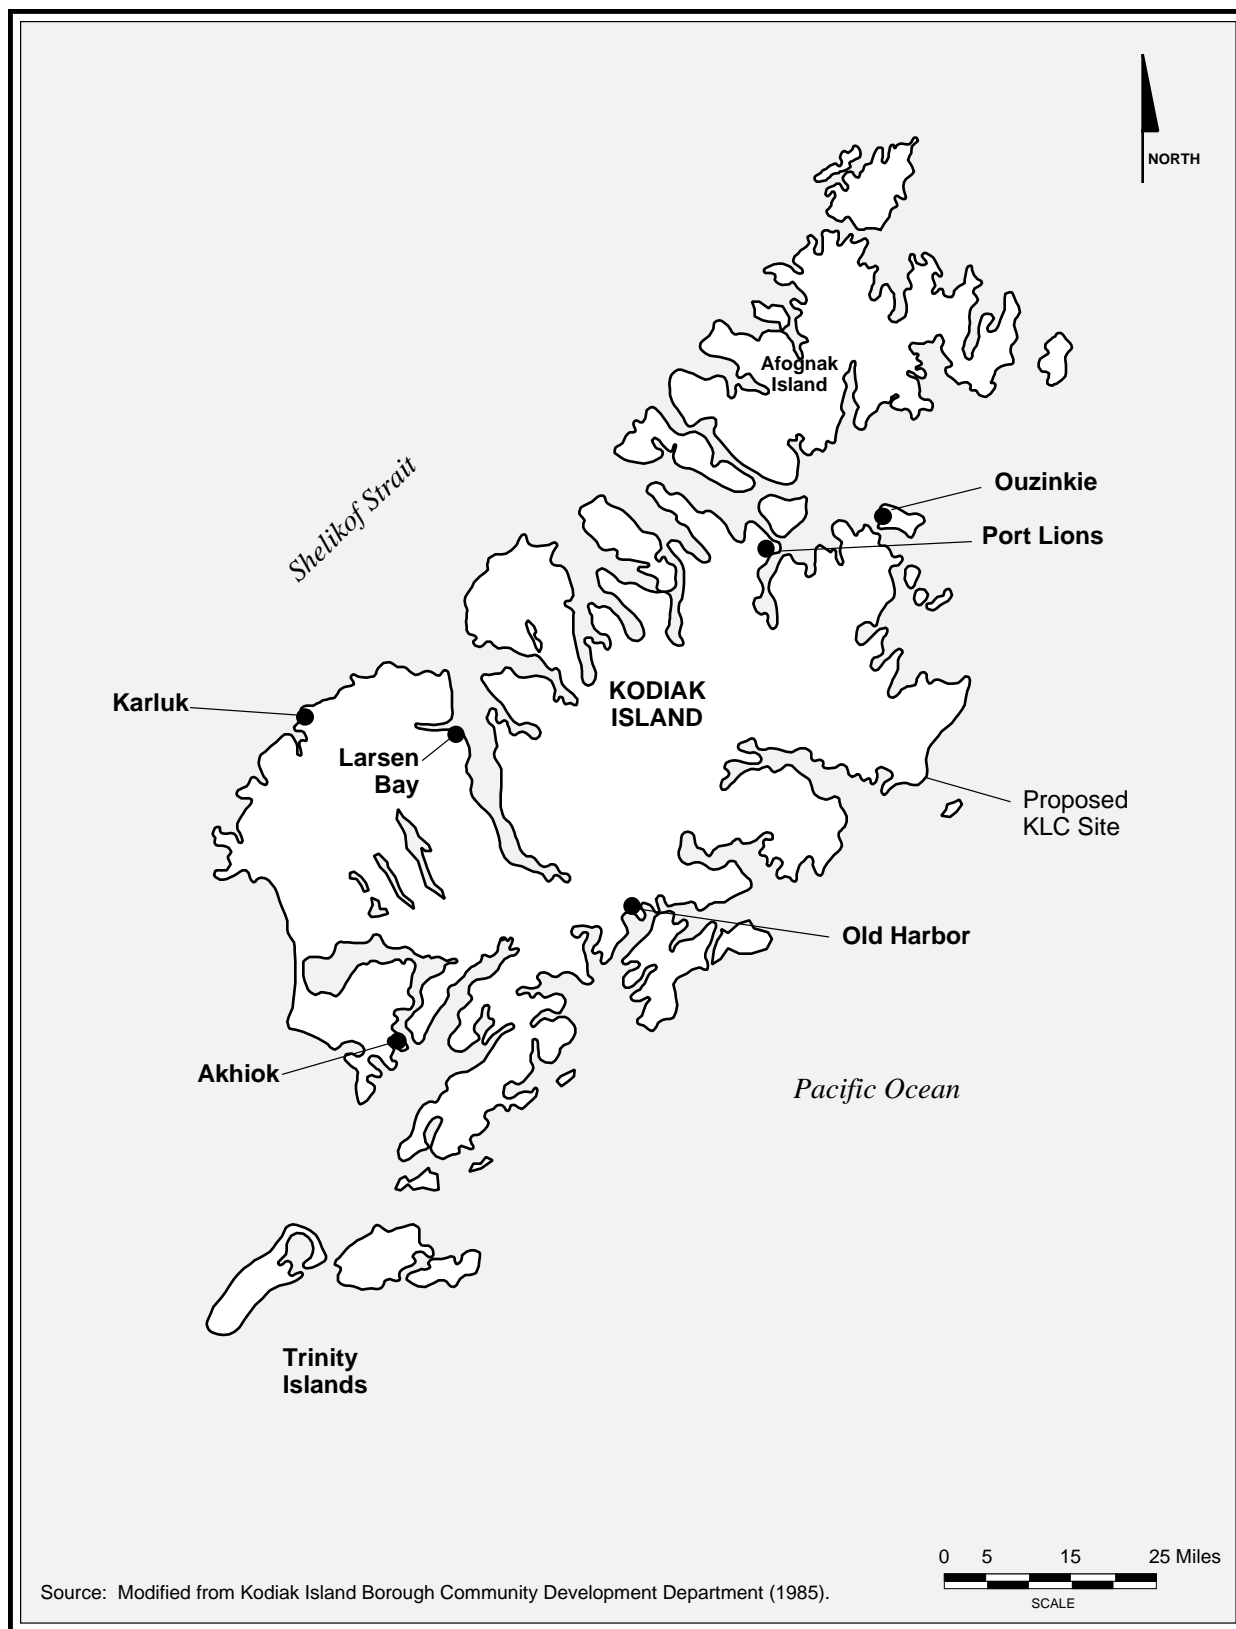 NORTH
Afognak
Island
Shelikof Strait
Ouzinkie
Port Lions
Karluk
KODIAK
ISLAND
Larsen
Bay
Proposed
KLC Site
Old Harbor
Akhiok
Pacific Ocean
Trinity
Islands
0 5 15 25 Miles
SCALE
Source: Modified from Kodiak Island Borough Community Development Department (1985).